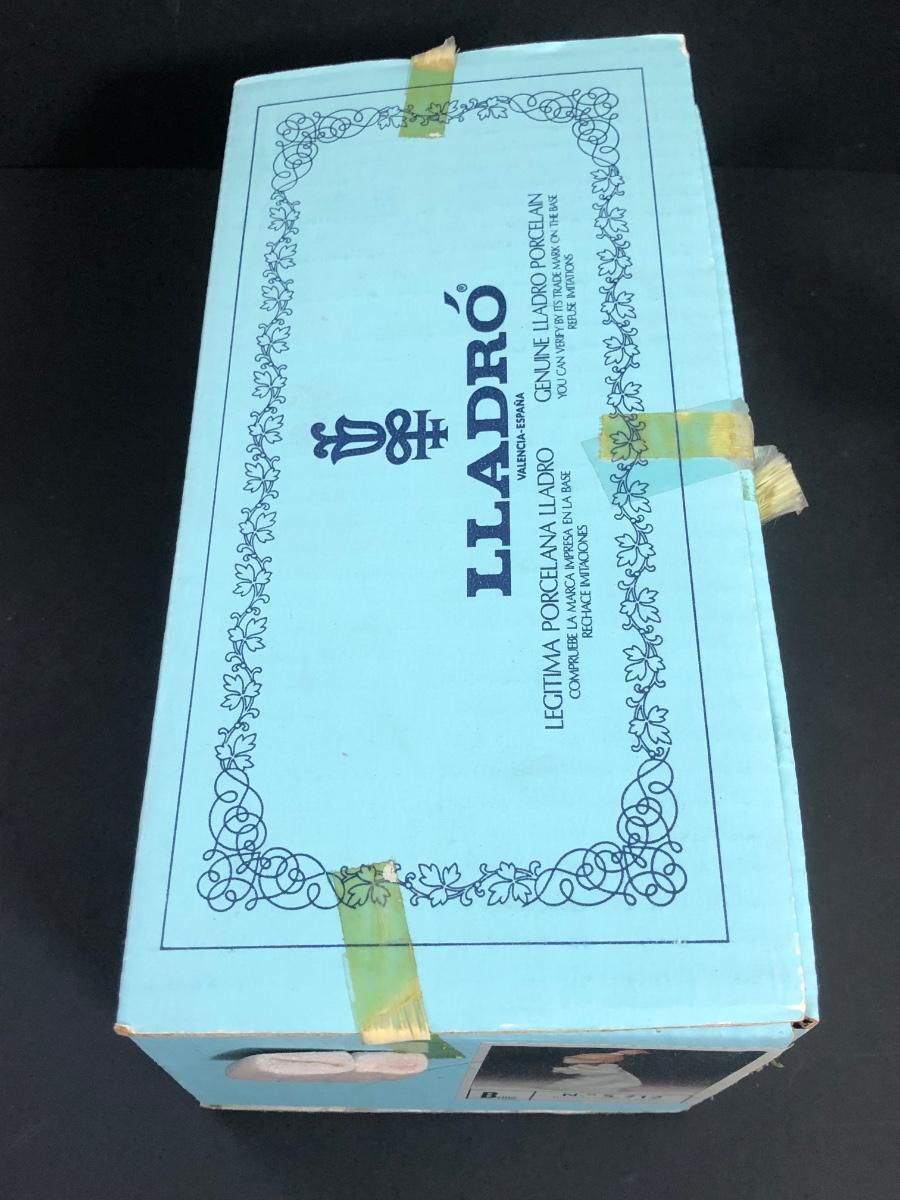 LLADRÓ®
VALENCIA-ESPAÑA
LEGITIMA PORCELANA LLADRO
COMPRUEBE LA MARCA IMPRESA EN LA BASE
RECHACE IMITACIONES
GENUINE LLADRO PORCELAIN
YOU CAN VERIFY BY ITS TRADE MARK ON THE BASE
REFUSE IMITATIONS
B